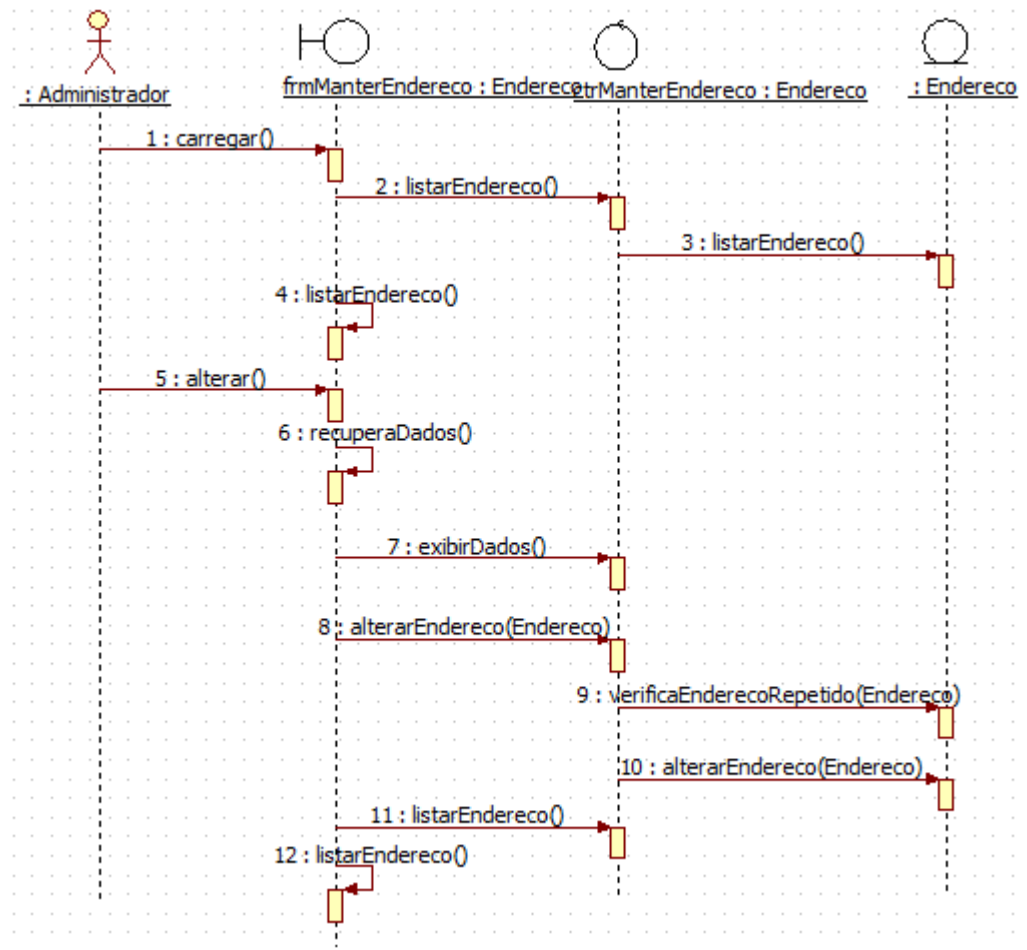 : Administrador
frmManterEndereco : Endereco
ctrManterEndereco : Endereco
: Endereco
1 : carregar()
2 : listarEndereco()
3 : listarEndereco()
4 : listarEndereco()
5 : alterar()
6 : recuperaDados()
7 : exibirDados()
8 : alterarEndereco(Endereco)
9 : verificaEnderecoRepetido(Endereco)
10 : alterarEndereco(Endereco)
11 : listarEndereco()
12 : listarEndereco()